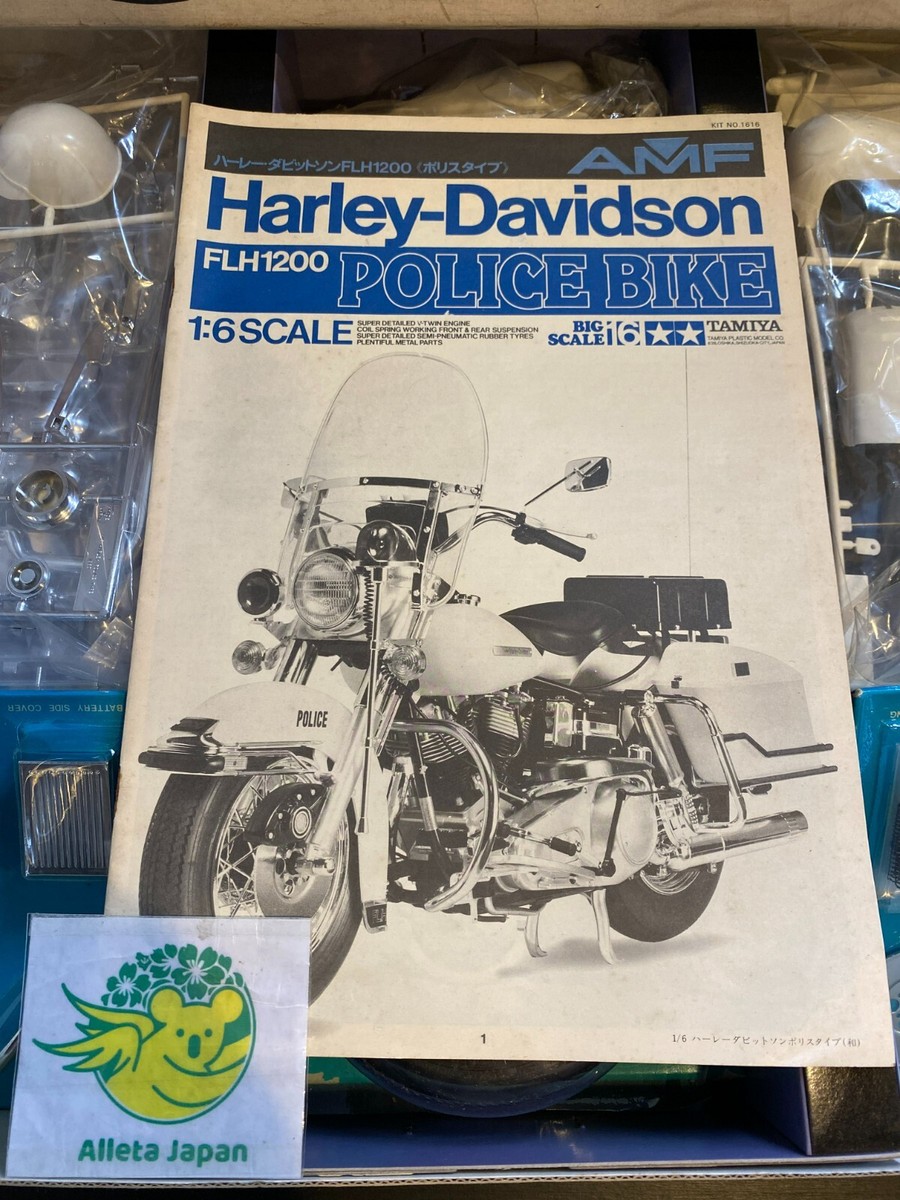 KIT NO.1616
ハーレーダビットソンFLH1200《ポリスタイプ》
AMF
Harley-Davidson
FLH1200 POLICE BIKE
1:6 SCALE
SUPER DETAILED V-TWIN ENGINE
COIL SPRING WORKING FRONT & REAR SUSPENSION
SUPER DETAILED SEMI-PNEUMATIC RUBBER TYRES
PLENTIFUL METAL PARTS
BIG SCALE 16
TAMIYA
TAMIYA PLASTIC MODEL CO.
POLICE
BATTERY SIDE COVER
1
1/6 ハーレーダビットソンポリスタイプ(和)
Alleta Japan